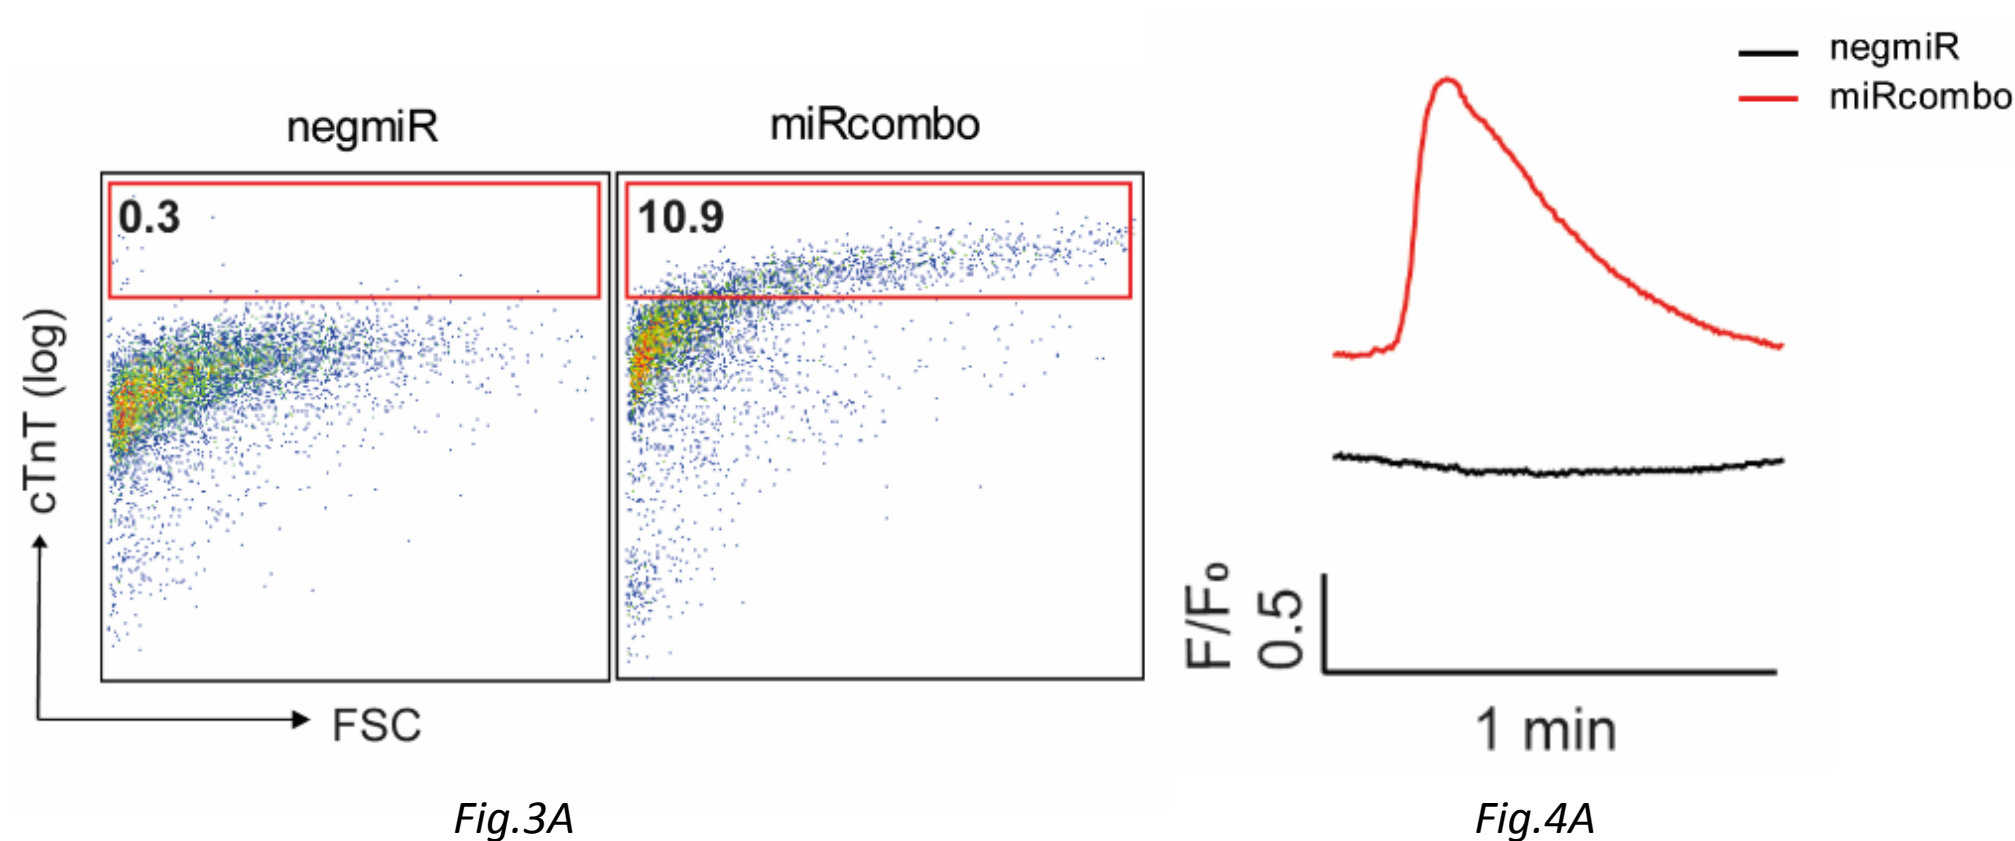 negmiR
miRcombo
0.3
10.9
cTnT (log)
FSC
Fig.3A
negmiR
miRcombo
F/F₀
0.5
1 min
Fig.4A